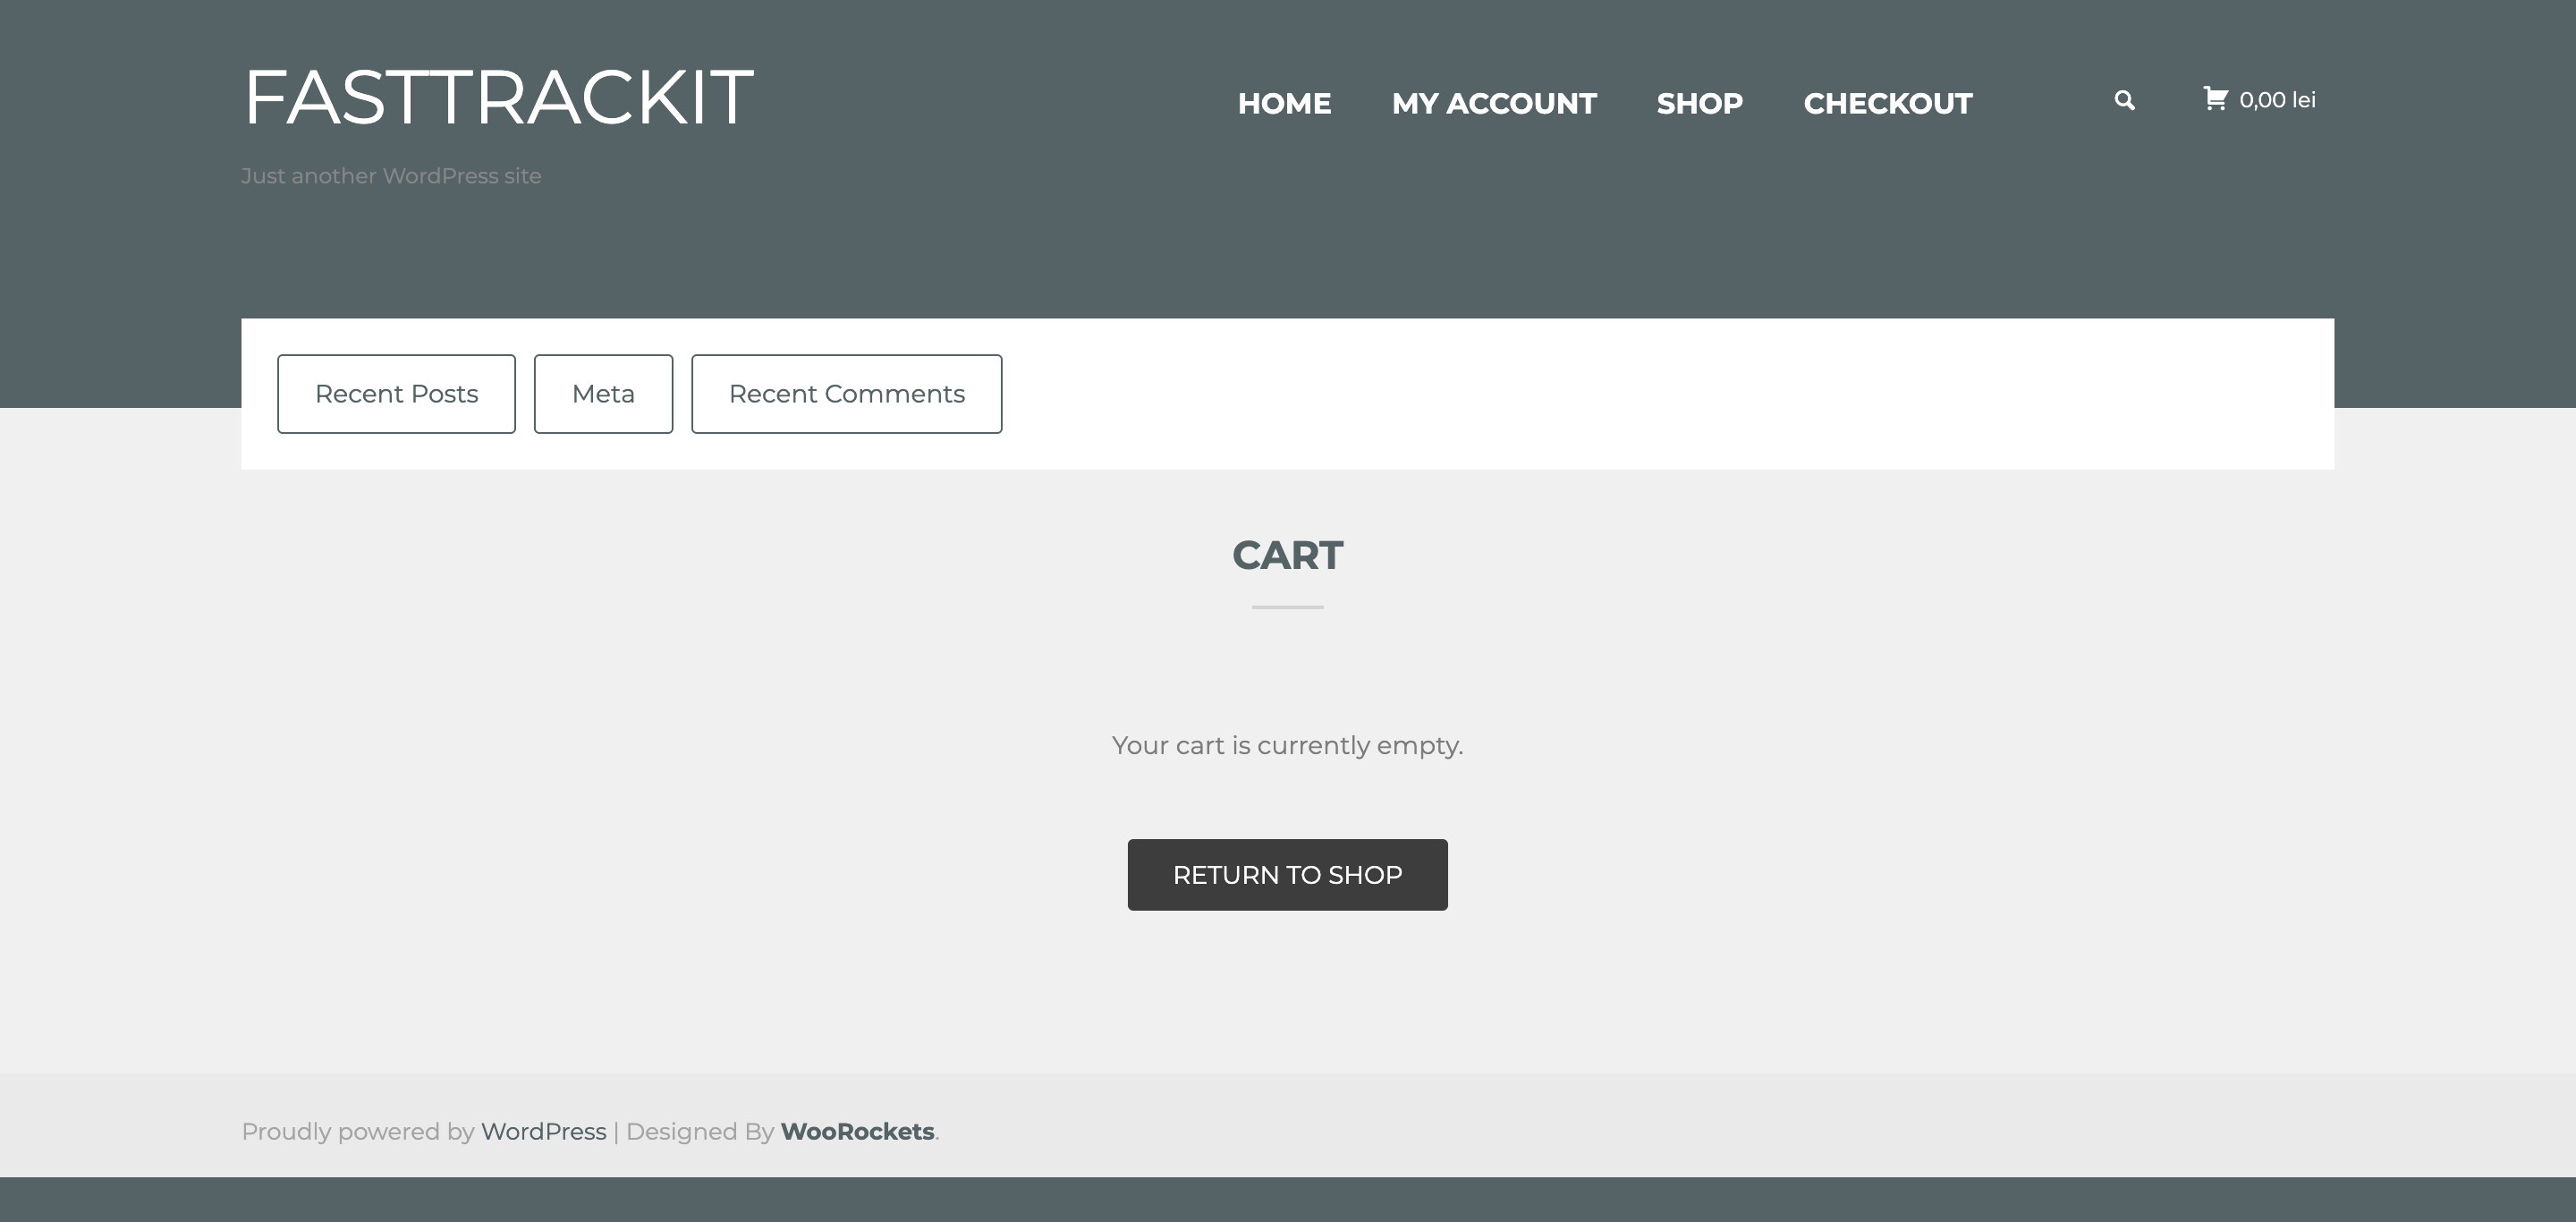 FASTTRACKIT
HOME MY ACCOUNT SHOP CHECKOUT 0,00 lei
Just another WordPress site
Recent Posts Meta Recent Comments
CART
Your cart is currently empty.
RETURN TO SHOP
Proudly powered by WordPress | Designed By WooRockets.